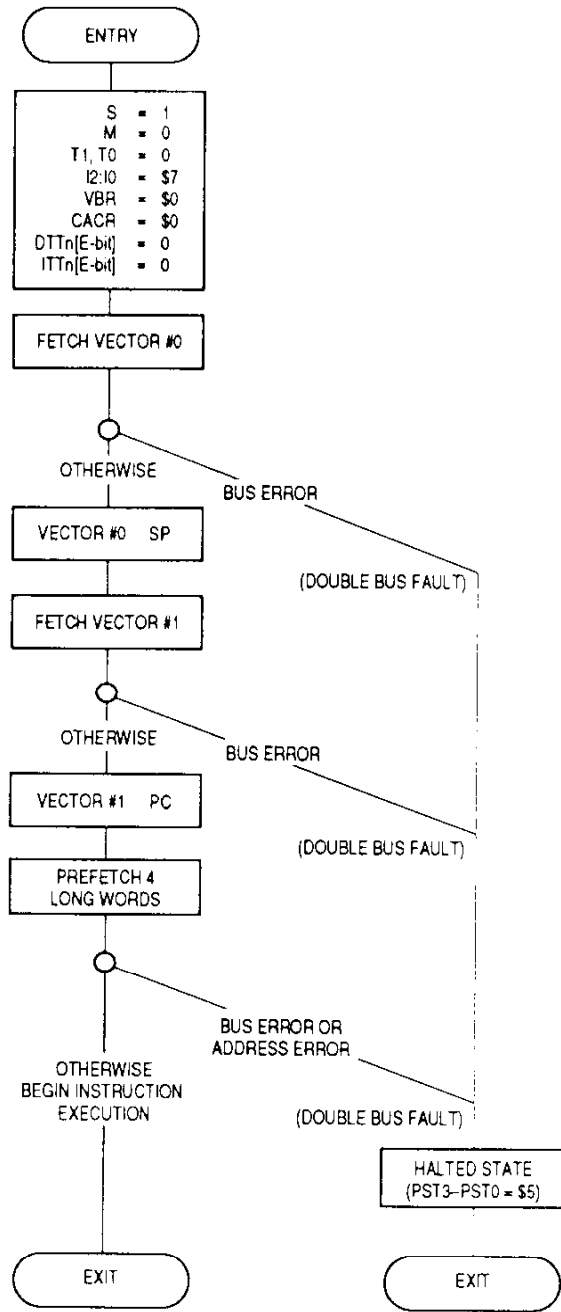 ENTRY
S = 1
M = 0
T1, T0 = 0
I2:I0 = $7
VBR = $0
CACR = $0
DTTn[E-bit] = 0
ITTn[E-bit] = 0
FETCH VECTOR #0
OTHERWISE
BUS ERROR
VECTOR #0 SP
(DOUBLE BUS FAULT)
FETCH VECTOR #1
OTHERWISE
BUS ERROR
VECTOR #1 PC
(DOUBLE BUS FAULT)
PREFETCH 4
LONG WORDS
BUS ERROR OR
ADDRESS ERROR
OTHERWISE
BEGIN INSTRUCTION
EXECUTION
(DOUBLE BUS FAULT)
HALTED STATE
(PST3–PST0 = $5)
EXIT
EXIT